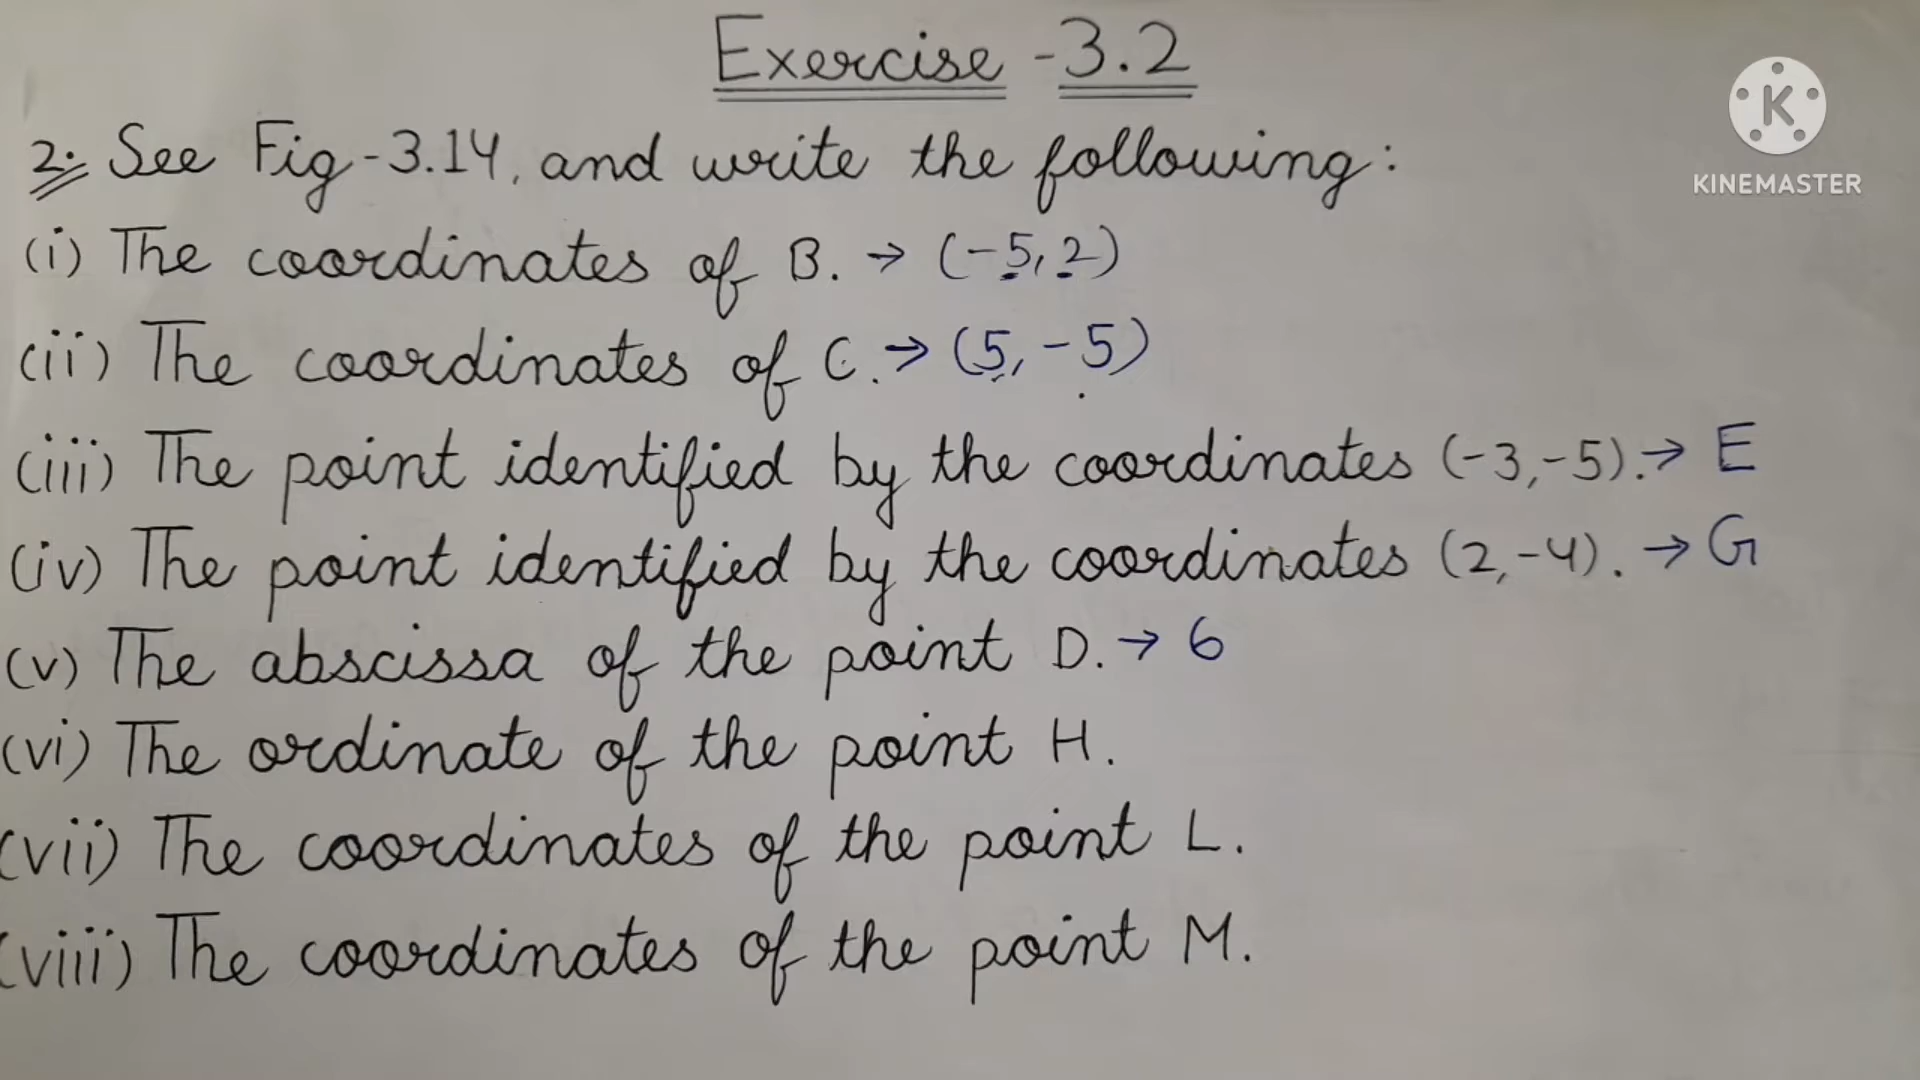 Exercise - 3.2
K
KINEMASTER
2. See Fig-3.14, and write the following:
(i) The coordinates of B. → (-5,2)
(ii) The coordinates of C. → (5,-5)
(iii) The point identified by the coordinates (-3,-5). → E
(iv) The point identified by the coordinates (2,-4). → G
(v) The abscissa of the point D. → 6
(vi) The ordinate of the point H.
(vii) The coordinates of the point L.
(viii) The coordinates of the point M.